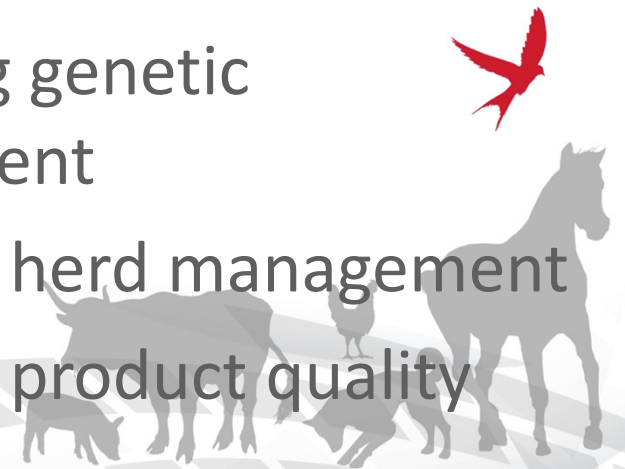 g genetic
ent
herd management
product quality